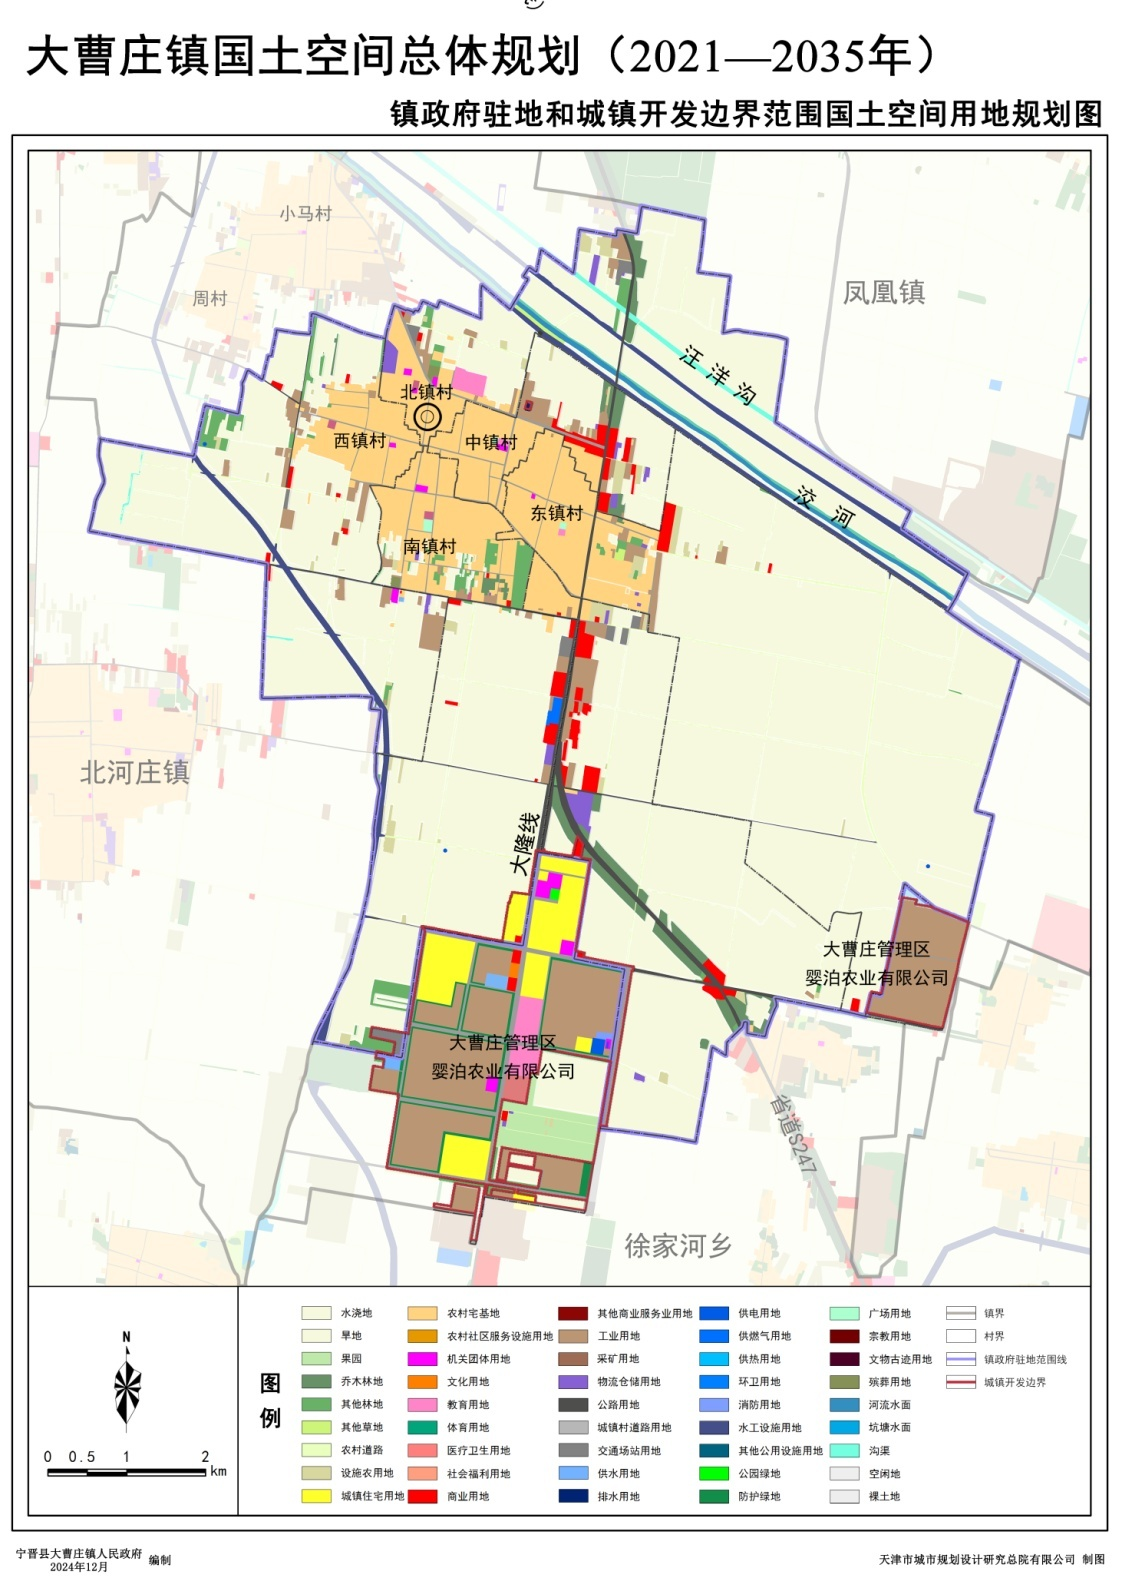 大曹庄镇国土空间总体规划（2021—2035年）
镇政府驻地和城镇开发边界范围国土空间用地规划图
小马村
周村
凤凰镇
汪洋沟
北镇村
西镇村
中镇村
洨河
东镇村
南镇村
北河庄镇
大隆线
大曹庄管理区
婴泊农业有限公司
大曹庄管理区
婴泊农业有限公司
省道S247
徐家河乡
N
0 0.5 1 2
km
图例
水浇地
旱地
果园
乔木林地
其他林地
其他草地
农村道路
设施农用地
城镇住宅用地
农村宅基地
农村社区服务设施用地
机关团体用地
文化用地
教育用地
体育用地
医疗卫生用地
社会福利用地
商业用地
其他商业服务业用地
工业用地
采矿用地
物流仓储用地
公路用地
城镇村道路用地
交通场站用地
供水用地
排水用地
供电用地
供燃气用地
供热用地
环卫用地
消防用地
水工设施用地
其他公用设施用地
公园绿地
防护绿地
广场用地
宗教用地
文物古迹用地
殡葬用地
河流水面
坑塘水面
沟渠
空闲地
裸土地
镇界
村界
镇政府驻地范围线
城镇开发边界
宁晋县大曹庄镇人民政府 编制
2024年12月
天津市城市规划设计研究总院有限公司 制图